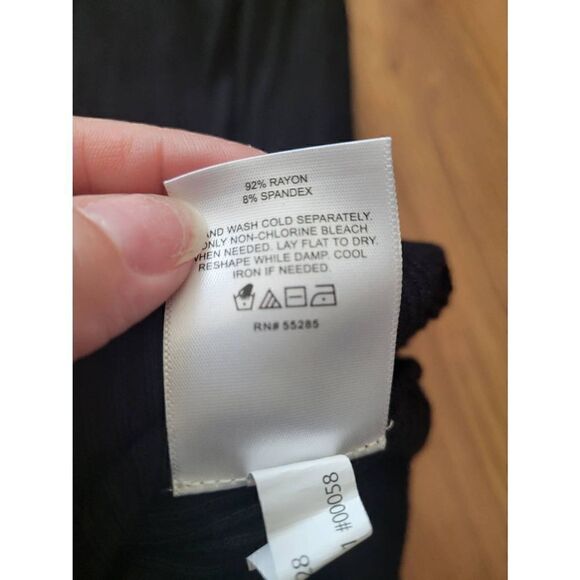 92% RAYON
8% SPANDEX
AND WASH COLD SEPARATELY.
ONLY NON-CHLORINE BLEACH
WHEN NEEDED. LAY FLAT TO DRY.
RESHAPE WHILE DAMP. COOL
IRON IF NEEDED.
RN# 55285
#00058